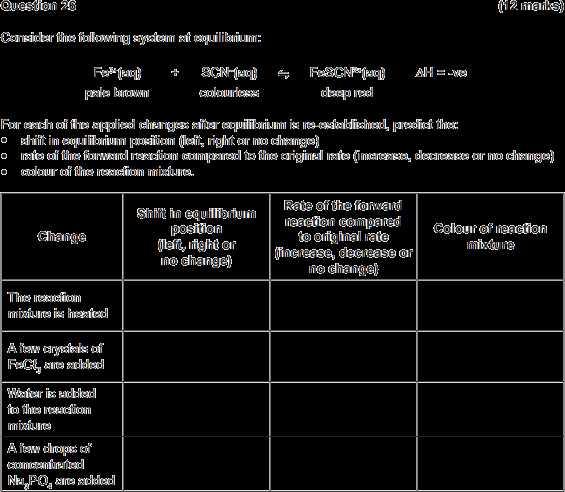 Question 26 (12 marks)
Consider the following system at equilibrium:
Fe³⁺(aq) + SCN⁻(aq) ⇌ FeSCN²⁺(aq) ΔH = -ve
pale brown colourless deep red
For each of the applied changes after equilibrium is re-established, predict the:
• shift in equilibrium position (left, right or no change)
• rate of the forward reaction compared to the original rate (increase, decrease or no change)
• colour of the reaction mixture.
Change
Shift in equilibrium
position
(left, right or
no change)
Rate of the forward
reaction compared
to original rate
(increase, decrease or
no change)
Colour of reaction
mixture
The reaction
mixture is heated
A few crystals of
FeCℓ₃ are added
Water is added
to the reaction
mixture
A few drops of
concentrated
Na₃PO₄ are added